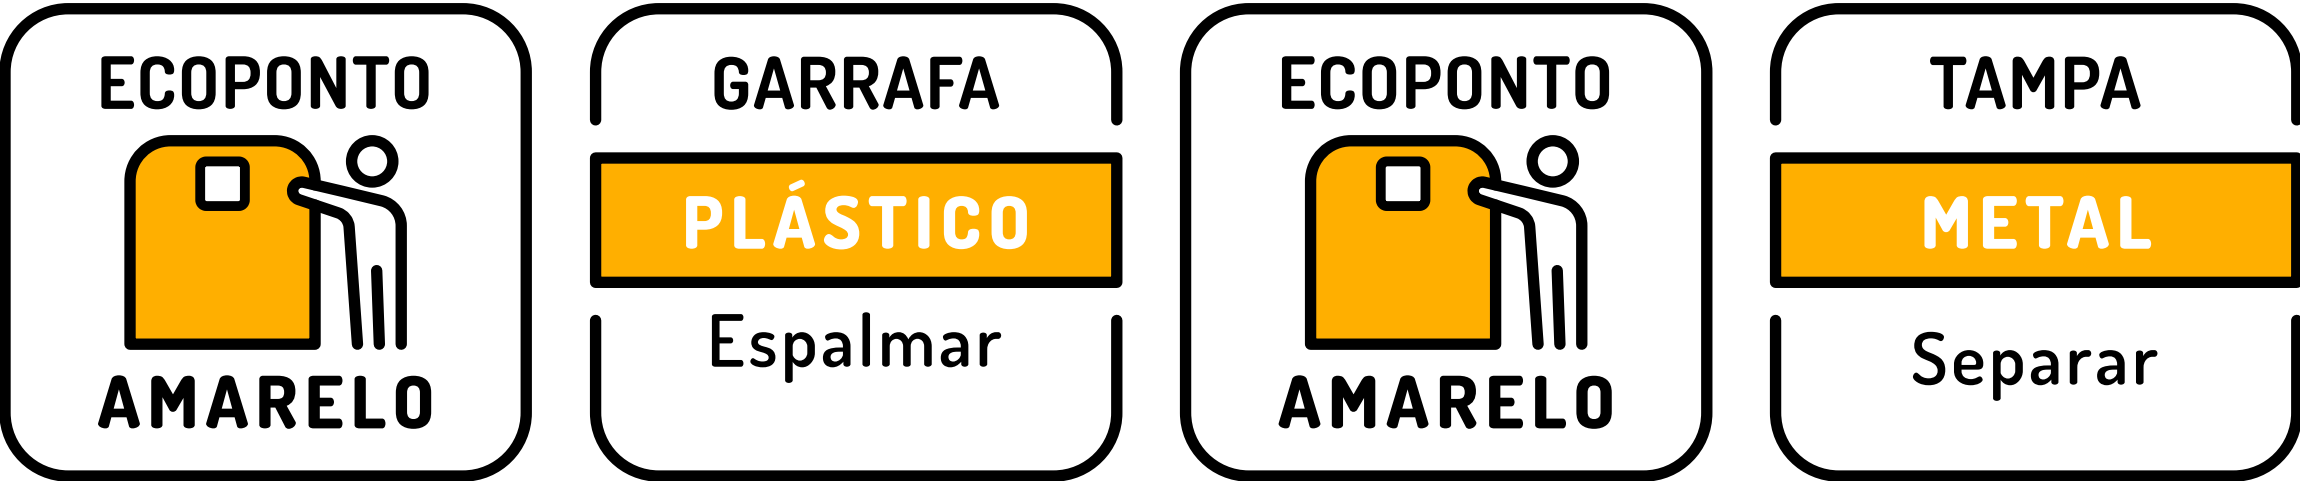 ECOPONTO
AMARELO
GARRAFA
PLÁSTICO
Espalmar
ECOPONTO
AMARELO
TAMPA
METAL
Separar